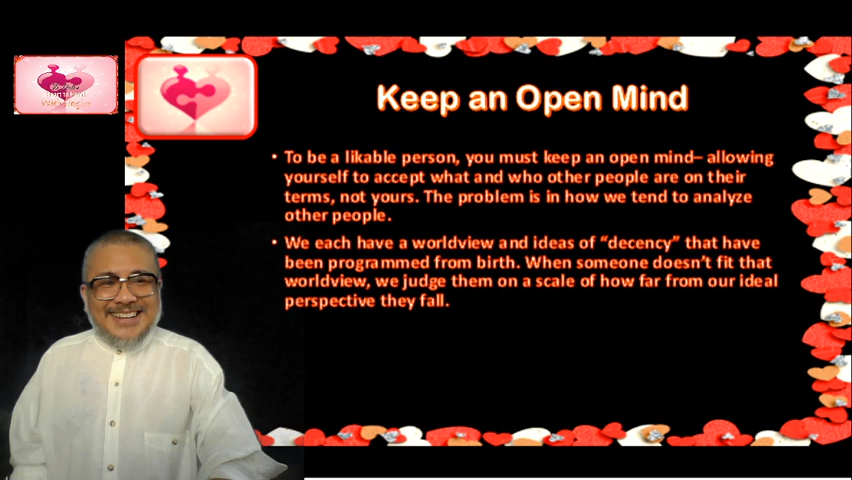 Keep an Open Mind
• To be a likable person, you must keep an open mind– allowing
yourself to accept what and who other people are on their
terms, not yours. The problem is in how we tend to analyze
other people.
• We each have a worldview and ideas of “decency” that have
been programmed from birth. When someone doesn’t fit that
worldview, we judge them on a scale of how far from our ideal
perspective they fall.